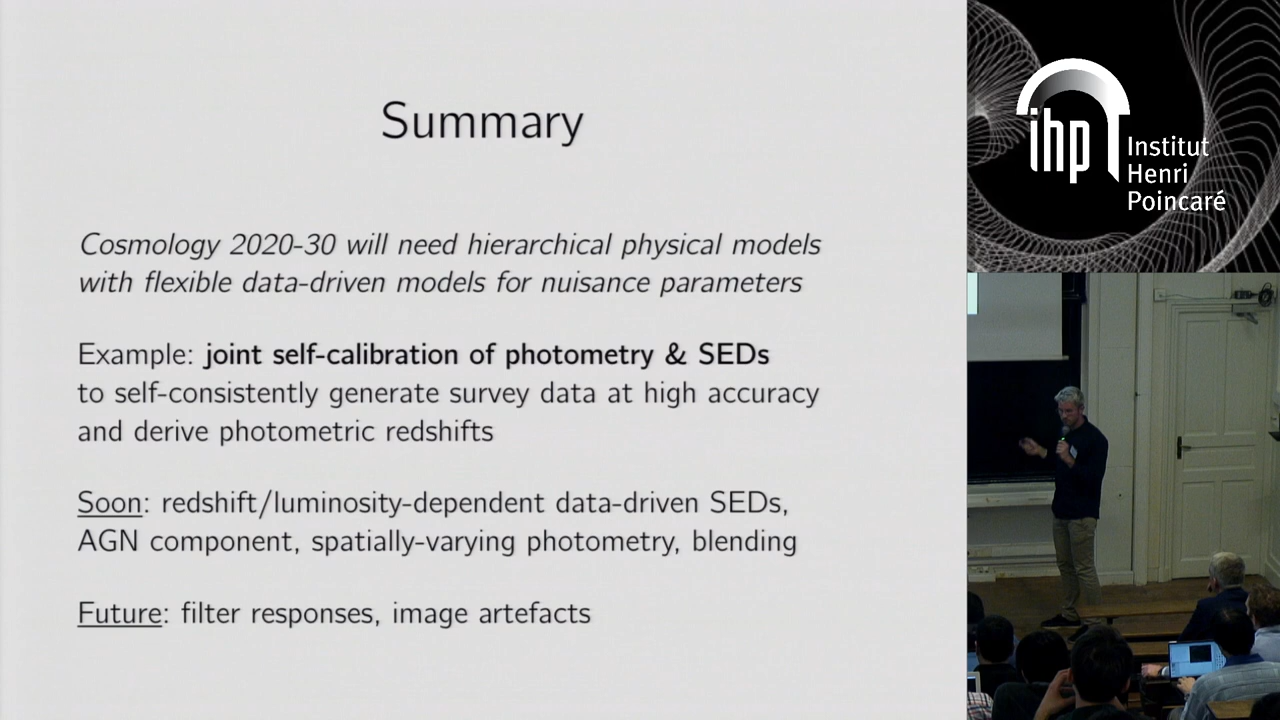 Summary
Cosmology 2020-30 will need hierarchical physical models
with flexible data-driven models for nuisance parameters
Example: joint self-calibration of photometry & SEDs
to self-consistently generate survey data at high accuracy
and derive photometric redshifts
Soon: redshift/luminosity-dependent data-driven SEDs,
AGN component, spatially-varying photometry, blending
Future: filter responses, image artefacts
ihp
Institut
Henri
Poincaré